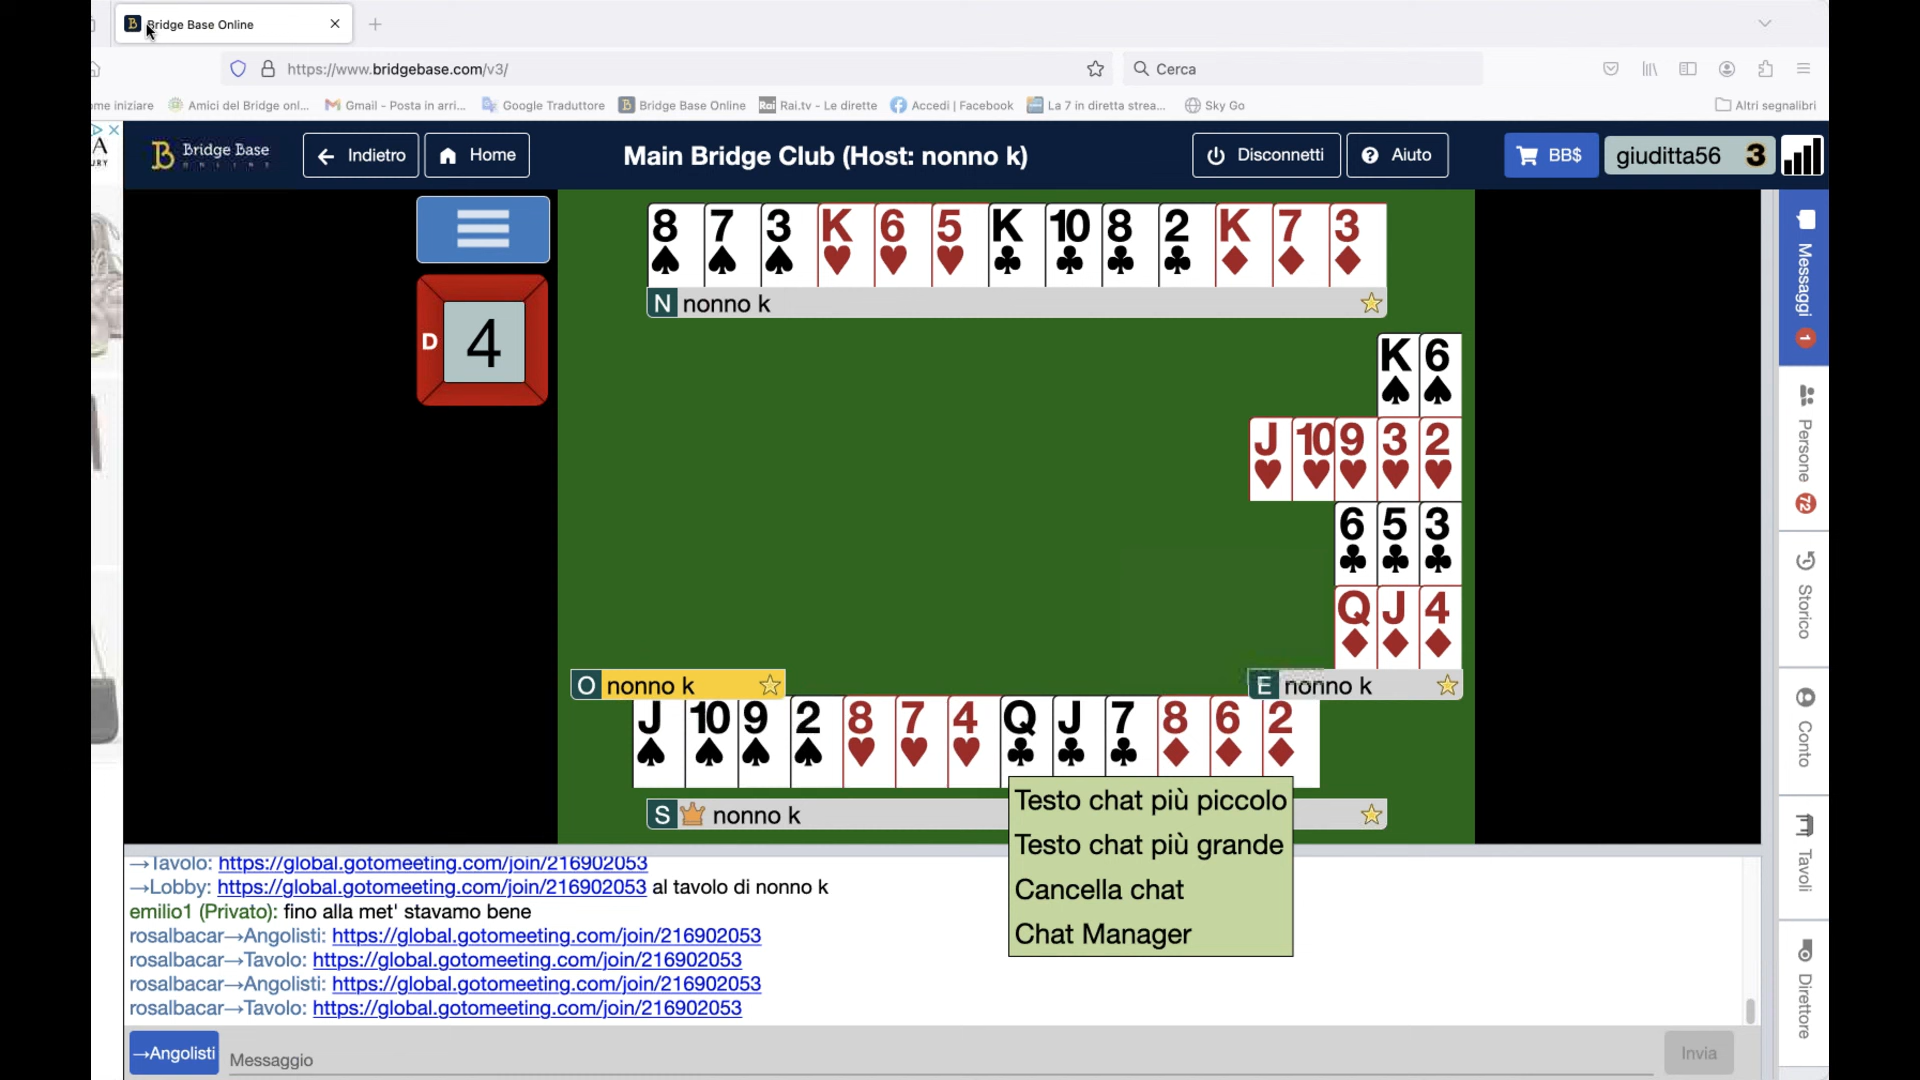 Bridge Base Online
https://www.bridgebase.com/v3/
Cerca
me iniziare
Amici del Bridge onl...
Gmail - Posta in arri...
Google Traduttore
Bridge Base Online
Rai Rai.tv - Le dirette
Accedi | Facebook
La 7 in diretta strea...
Sky Go
Altri segnalibri
A
URY
Bridge Base
ONLINE
Indietro
Home
Main Bridge Club (Host: nonno k)
Disconnetti
Aiuto
BB$
giuditta56 3
8 7 3 K 6 5 K 10 8 2 K 7 3
N nonno k
D 4
K 6
J 10 9 3 2
6 5 3
Q J 4
O nonno k
E nonno k
J 10 9 2 8 7 4 Q J 7 8 6 2
S nonno k
Testo chat più piccolo
Testo chat più grande
Cancella chat
Chat Manager
→Tavolo: https://global.gotomeeting.com/join/216902053
→Lobby: https://global.gotomeeting.com/join/216902053 al tavolo di nonno k
emilio1 (Privato): fino alla met' stavamo bene
rosalbacar→Angolisti: https://global.gotomeeting.com/join/216902053
rosalbacar→Tavolo: https://global.gotomeeting.com/join/216902053
rosalbacar→Angolisti: https://global.gotomeeting.com/join/216902053
rosalbacar→Tavolo: https://global.gotomeeting.com/join/216902053
→Angolisti
Messaggio
Invia
Messaggi 1
Persone 72
Storico
Conto
Tavoli
Direttore